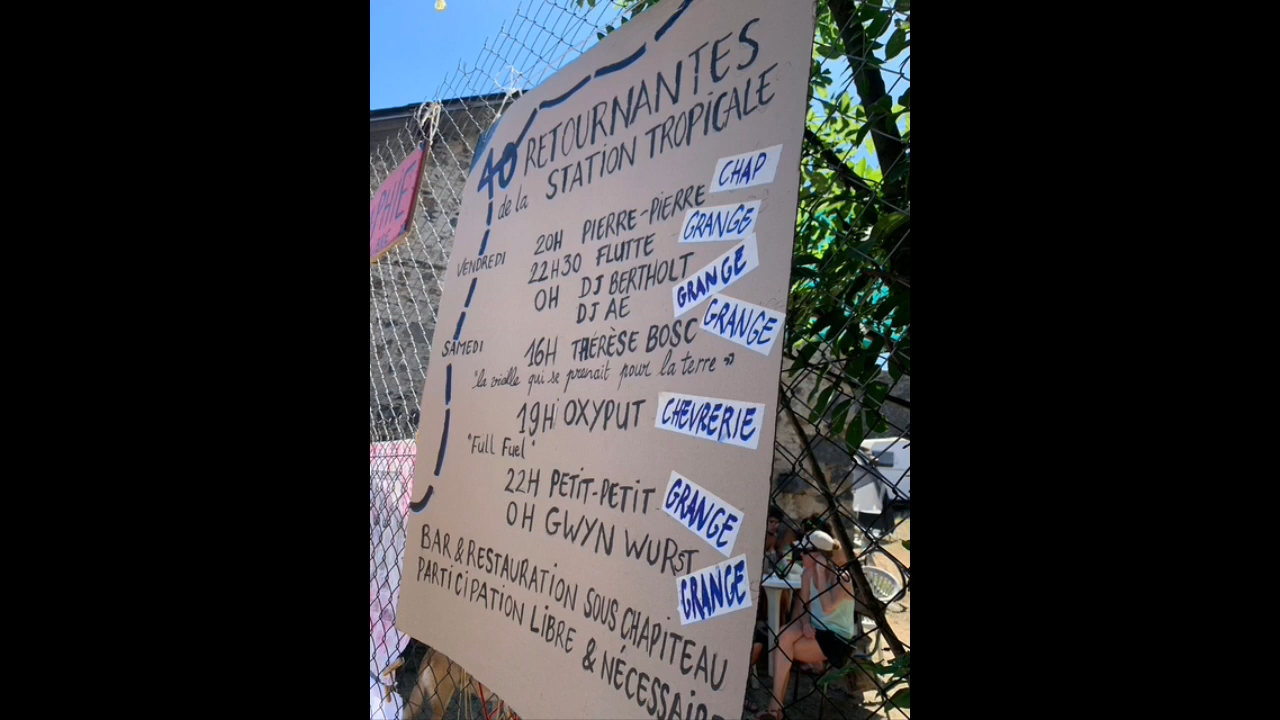 40 RETOURNANTES
de la STATION TROPICALE
VENDREDI
20H PIERRE-PIERRE CHAP
22H30 FLUTTE GRANGE
0H DJ BERTHOLT GRANGE
DJ AE
SAMEDI
16H THÉRÈSE BOSC GRANGE
"la vieille qui se prenait pour la terre"
19H OXYPUT CHEVRERIE
"Full Fuel"
22H PETIT-PETIT GRANGE
0H GWYN WURST GRANGE
BAR & RESTAURATION SOUS CHAPITEAU
PARTICIPATION LIBRE & NÉCESSAIRE
PHIE